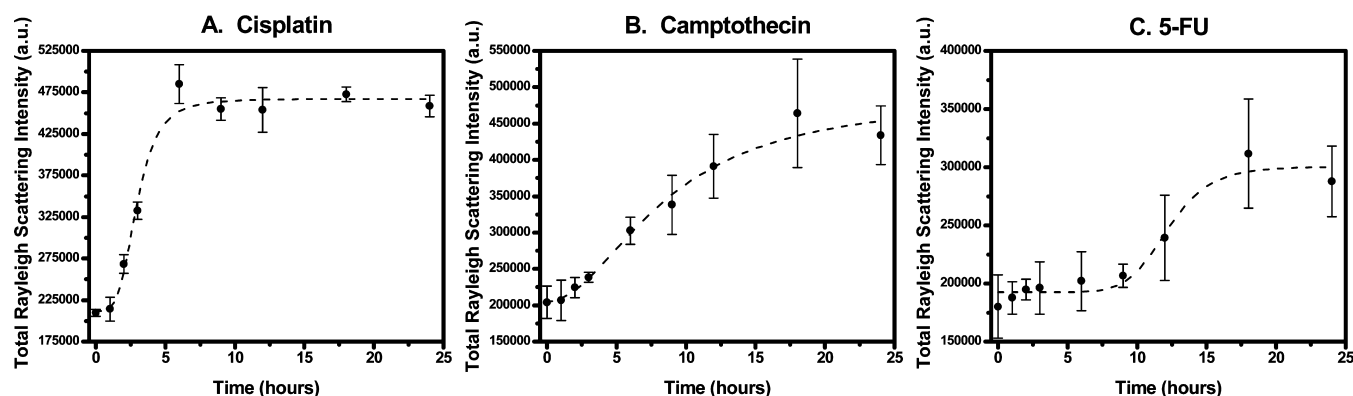 A. Cisplatin
Total Rayleigh Scattering Intensity (a.u.)
525000
475000
425000
375000
325000
275000
225000
175000
0 5 10 15 20 25
Time (hours)
B. Camptothecin
Total Rayleigh Scattering Intensity (a.u.)
550000
500000
450000
400000
350000
300000
250000
200000
150000
0 5 10 15 20 25
Time (hours)
C. 5-FU
Total Rayleigh Scattering Intensity (a.u.)
400000
350000
300000
250000
200000
150000
0 5 10 15 20 25
Time (hours)